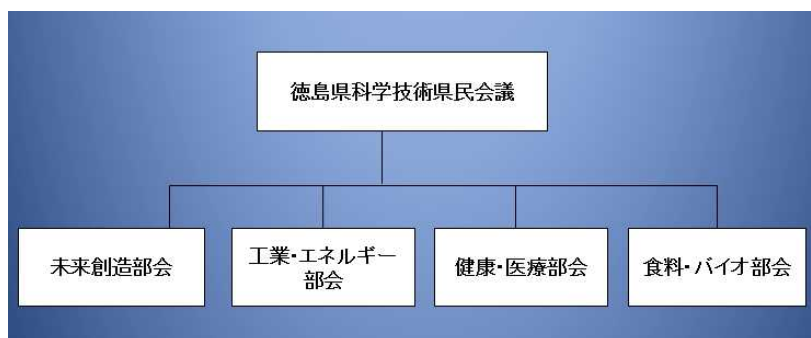 徳島県科学技術県民会議
未来創造部会
工業・エネルギー
部会
健康・医療部会
食料・バイオ部会